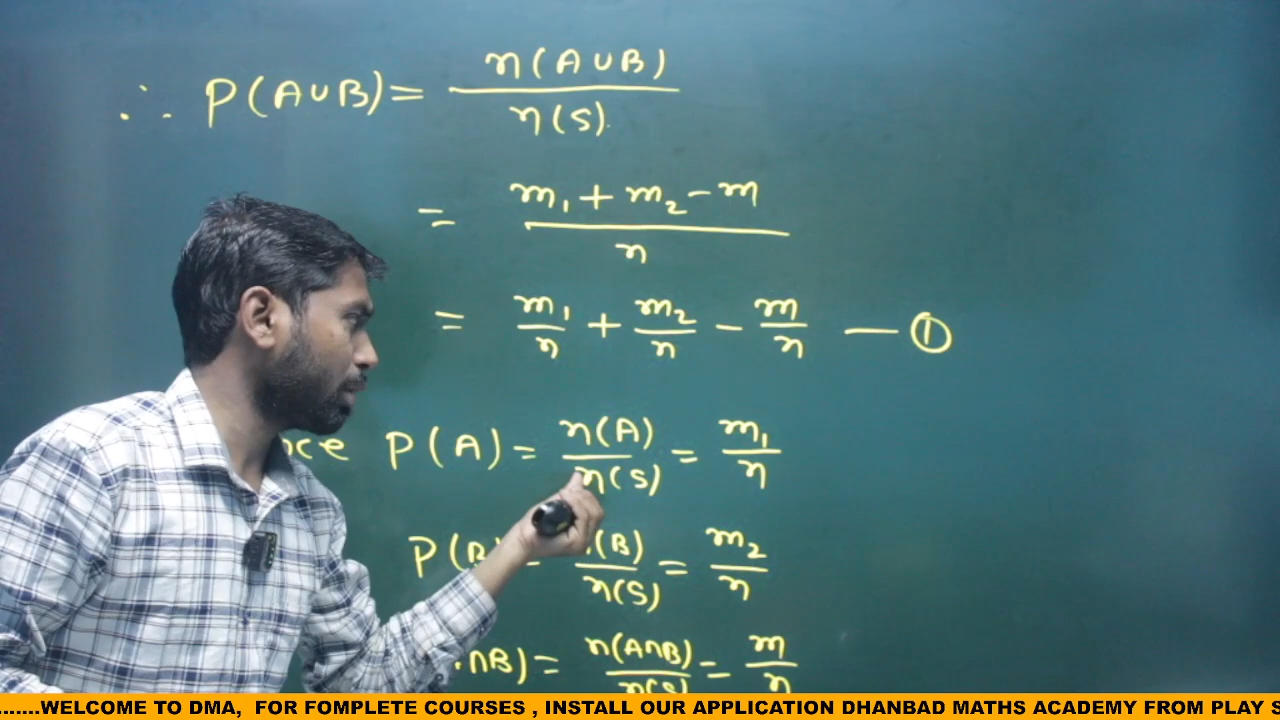 ∴ P(A∪B) = n(A∪B) / n(S)
= m₁ + m₂ - m / n
= m₁/n + m₂/n - m/n — ①
P(A) = n(A)/n(S) = m₁/n
P(B) = n(B)/n(S) = m₂/n
∩B) = n(A∩B)/n(S) = m/n
.......WELCOME TO DMA, FOR FOMPLETE COURSES , INSTALL OUR APPLICATION DHANBAD MATHS ACADEMY FROM PLAY S